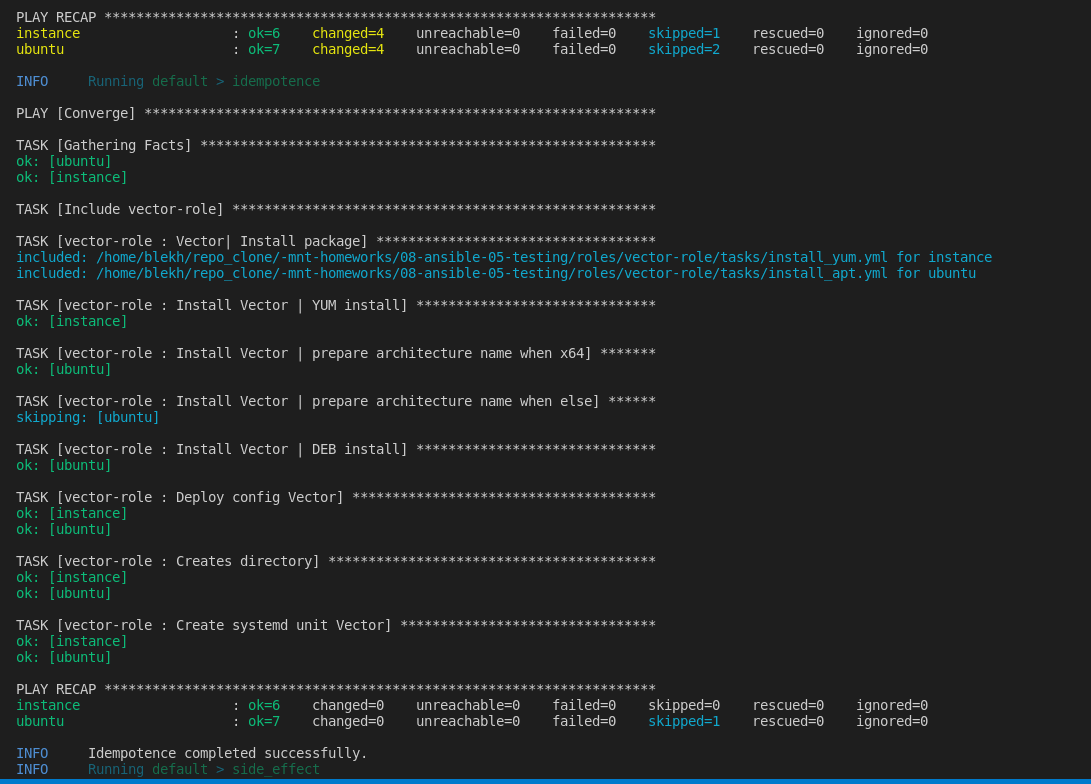 PLAY RECAP *********************************************************************
instance                   : ok=6    changed=4    unreachable=0    failed=0    skipped=1    rescued=0    ignored=0
ubuntu                     : ok=7    changed=4    unreachable=0    failed=0    skipped=2    rescued=0    ignored=0
INFO     Running default > idempotence
PLAY [Converge] ****************************************************************
TASK [Gathering Facts] *********************************************************
ok: [ubuntu]
ok: [instance]
TASK [Include vector-role] *****************************************************
TASK [vector-role : Vector| Install package] ***********************************
included: /home/blekh/repo_clone/-mnt-homeworks/08-ansible-05-testing/roles/vector-role/tasks/install_yum.yml for instance
included: /home/blekh/repo_clone/-mnt-homeworks/08-ansible-05-testing/roles/vector-role/tasks/install_apt.yml for ubuntu
TASK [vector-role : Install Vector | YUM install] ******************************
ok: [instance]
TASK [vector-role : Install Vector | prepare architecture name when x64] *******
ok: [ubuntu]
TASK [vector-role : Install Vector | prepare architecture name when else] ******
skipping: [ubuntu]
TASK [vector-role : Install Vector | DEB install] ******************************
ok: [ubuntu]
TASK [vector-role : Deploy config Vector] **************************************
ok: [instance]
ok: [ubuntu]
TASK [vector-role : Creates directory] *****************************************
ok: [instance]
ok: [ubuntu]
TASK [vector-role : Create systemd unit Vector] ********************************
ok: [instance]
ok: [ubuntu]
PLAY RECAP *********************************************************************
instance                   : ok=6    changed=0    unreachable=0    failed=0    skipped=0    rescued=0    ignored=0
ubuntu                     : ok=7    changed=0    unreachable=0    failed=0    skipped=1    rescued=0    ignored=0
INFO     Idempotence completed successfully.
INFO     Running default > side_effect